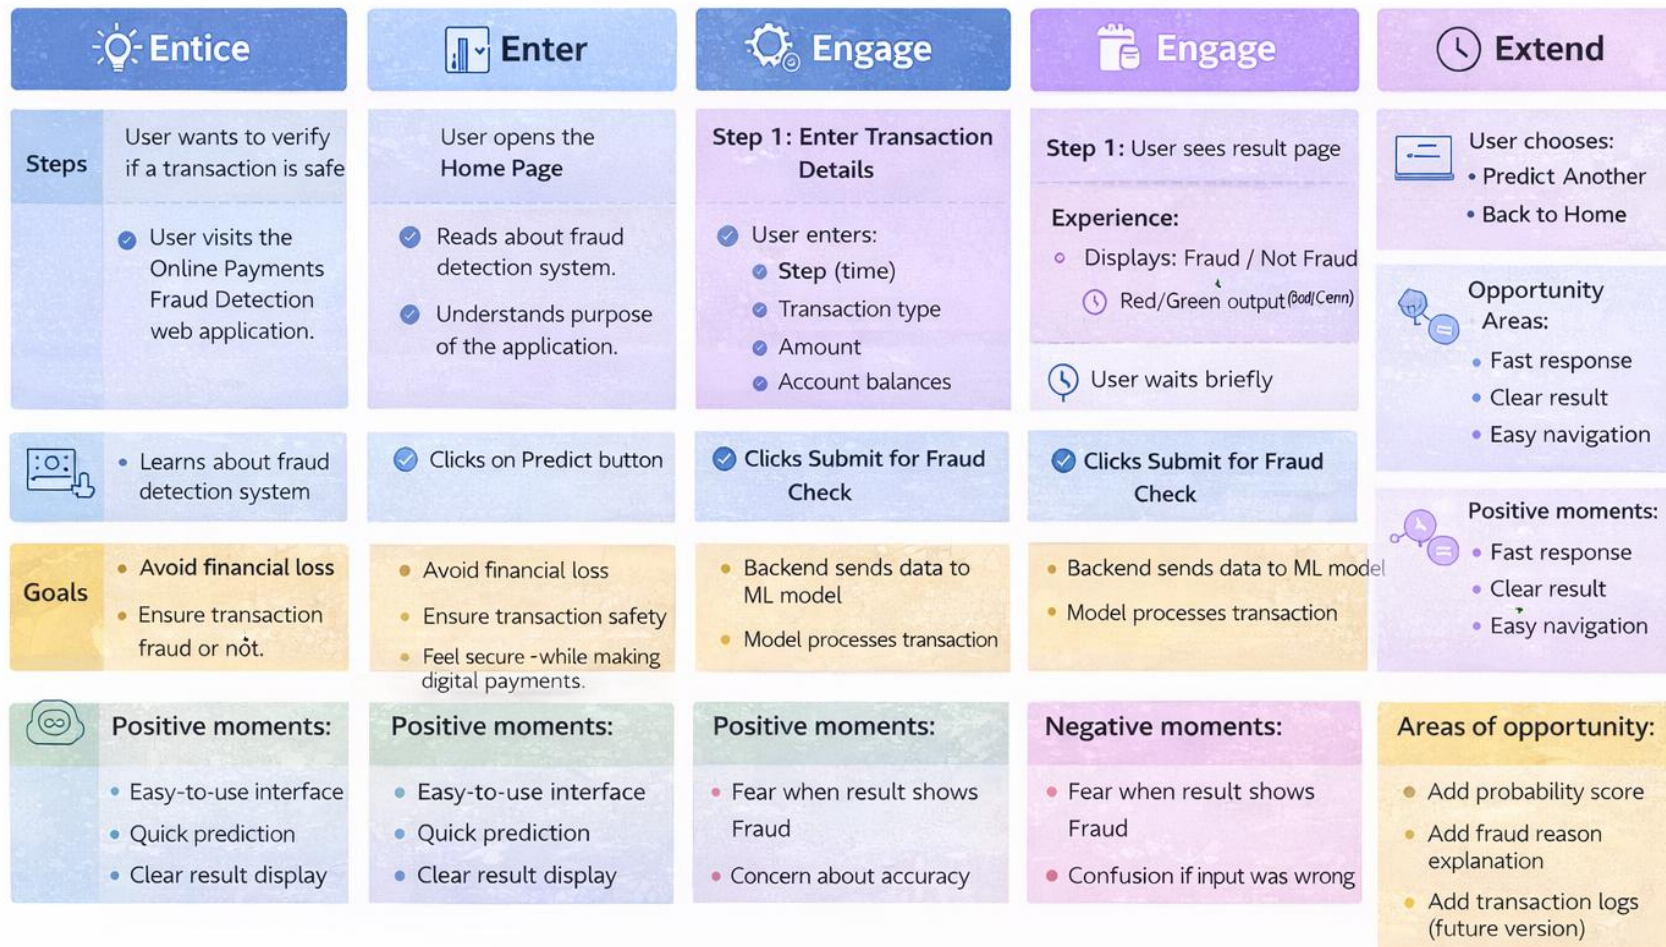 Entice
Enter
Engage
Engage
Extend
Steps
User wants to verify
if a transaction is safe
User visits the
Online Payments
Fraud Detection
web application.
User opens the
Home Page
Reads about fraud
detection system.
Understands purpose
of the application.
Step 1: Enter Transaction
Details
User enters:
Step (time)
Transaction type
Amount
Account balances
Step 1: User sees result page
Experience:
Displays: Fraud / Not Fraud
Red/Green output (Bod/Cenn)
User waits briefly
User chooses:
• Predict Another
• Back to Home
Opportunity
Areas:
• Fast response
• Clear result
• Easy navigation
• Learns about fraud
detection system
Clicks on Predict button
Clicks Submit for Fraud
Check
Clicks Submit for Fraud
Check
Positive moments:
• Fast response
• Clear result
• Easy navigation
Goals
• Avoid financial loss
• Ensure transaction
fraud or not.
• Avoid financial loss
• Ensure transaction safety
• Feel secure -while making
digital payments.
• Backend sends data to
ML model
• Model processes transaction
• Backend sends data to ML model
• Model processes transaction
Positive moments:
• Easy-to-use interface
• Quick prediction
• Clear result display
Positive moments:
• Easy-to-use interface
• Quick prediction
• Clear result display
Positive moments:
• Fear when result shows
Fraud
• Concern about accuracy
Negative moments:
• Fear when result shows
Fraud
• Confusion if input was wrong
Areas of opportunity:
• Add probability score
• Add fraud reason
explanation
• Add transaction logs
(future version)